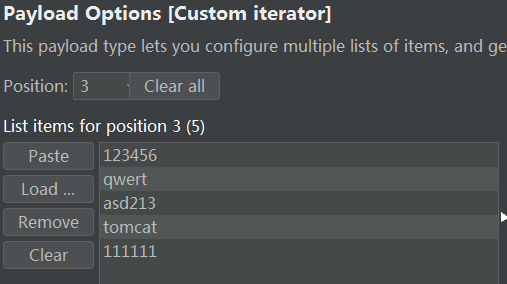 Payload Options [Custom iterator]
This payload type lets you configure multiple lists of items, and ge
Position: 3 Clear all
List items for position 3 (5)
Paste 123456
qwert
Load ... asd213
Remove tomcat
Clear 111111